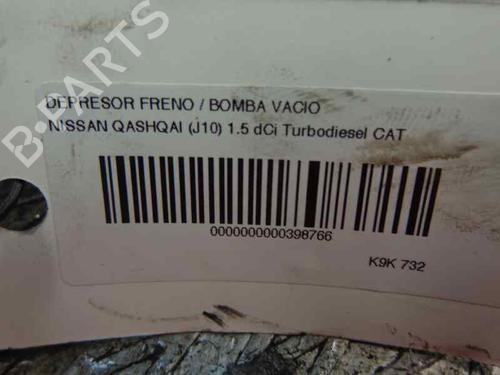 B-PARTS
DEPRESOR FRENO / BOMBA VACIO
NISSAN QASHQAI (J10) 1.5 dCi Turbodiesel CAT
0000000000398766
K9K 732